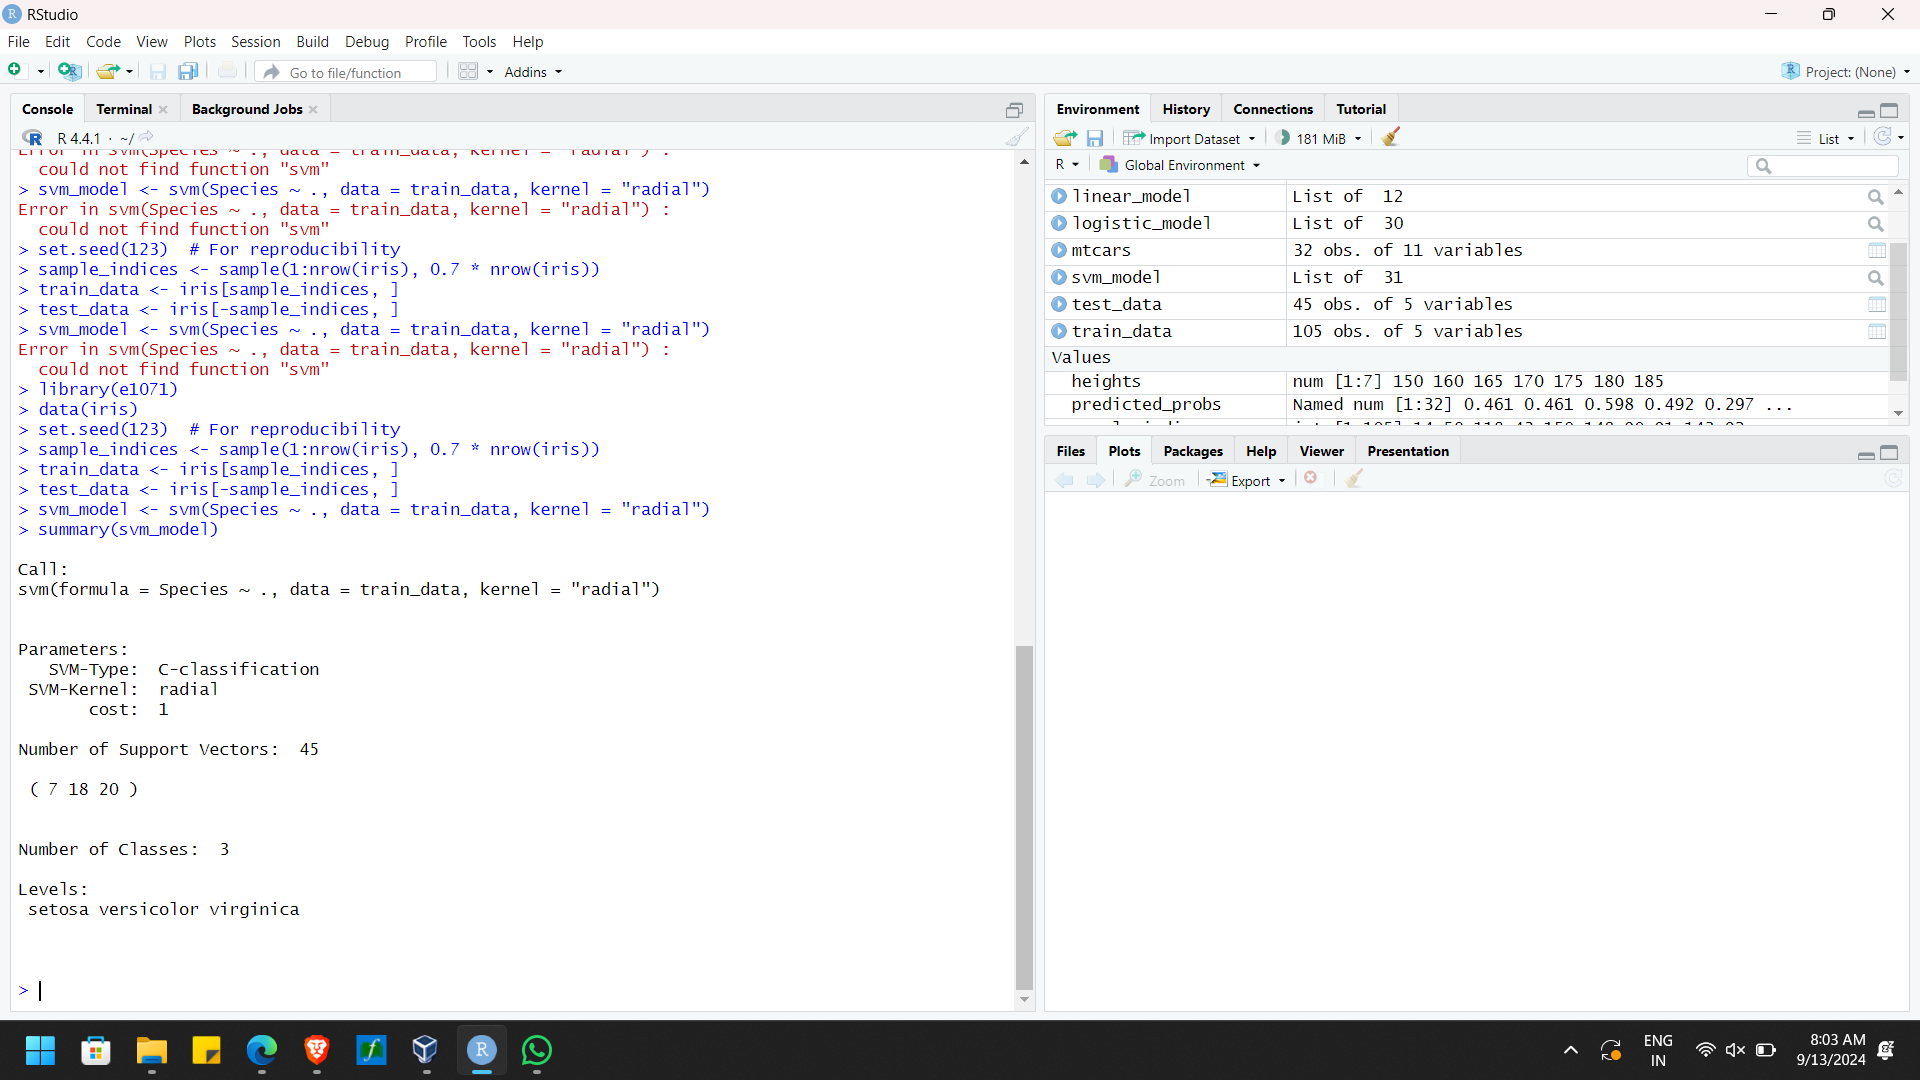 RStudio
File Edit Code View Plots Session Build Debug Profile Tools Help
Go to file/function Addins Project: (None)
Console Terminal Background Jobs
R 4.4.1 · ~/
Error in svm(Species ~ ., data = train_data, kernel = "radial") :
  could not find function "svm"
> svm_model <- svm(Species ~ ., data = train_data, kernel = "radial")
Error in svm(Species ~ ., data = train_data, kernel = "radial") :
  could not find function "svm"
> set.seed(123)  # For reproducibility
> sample_indices <- sample(1:nrow(iris), 0.7 * nrow(iris))
> train_data <- iris[sample_indices, ]
> test_data <- iris[-sample_indices, ]
> svm_model <- svm(Species ~ ., data = train_data, kernel = "radial")
Error in svm(Species ~ ., data = train_data, kernel = "radial") :
  could not find function "svm"
> library(e1071)
> data(iris)
> set.seed(123)  # For reproducibility
> sample_indices <- sample(1:nrow(iris), 0.7 * nrow(iris))
> train_data <- iris[sample_indices, ]
> test_data <- iris[-sample_indices, ]
> svm_model <- svm(Species ~ ., data = train_data, kernel = "radial")
> summary(svm_model)
Call:
svm(formula = Species ~ ., data = train_data, kernel = "radial")
Parameters:
   SVM-Type:  C-classification
 SVM-Kernel:  radial
       cost:  1
Number of Support Vectors:  45
 ( 7 18 20 )
Number of Classes:  3
Levels:
 setosa versicolor virginica
>
Environment History Connections Tutorial
Import Dataset 181 MiB List
R Global Environment
linear_model List of  12
logistic_model List of  30
mtcars 32 obs. of 11 variables
svm_model List of  31
test_data 45 obs. of 5 variables
train_data 105 obs. of 5 variables
Values
heights num [1:7] 150 160 165 170 175 180 185
predicted_probs Named num [1:32] 0.461 0.461 0.598 0.492 0.297 ...
Files Plots Packages Help Viewer Presentation
Zoom Export
ENG
IN
8:03 AM
9/13/2024